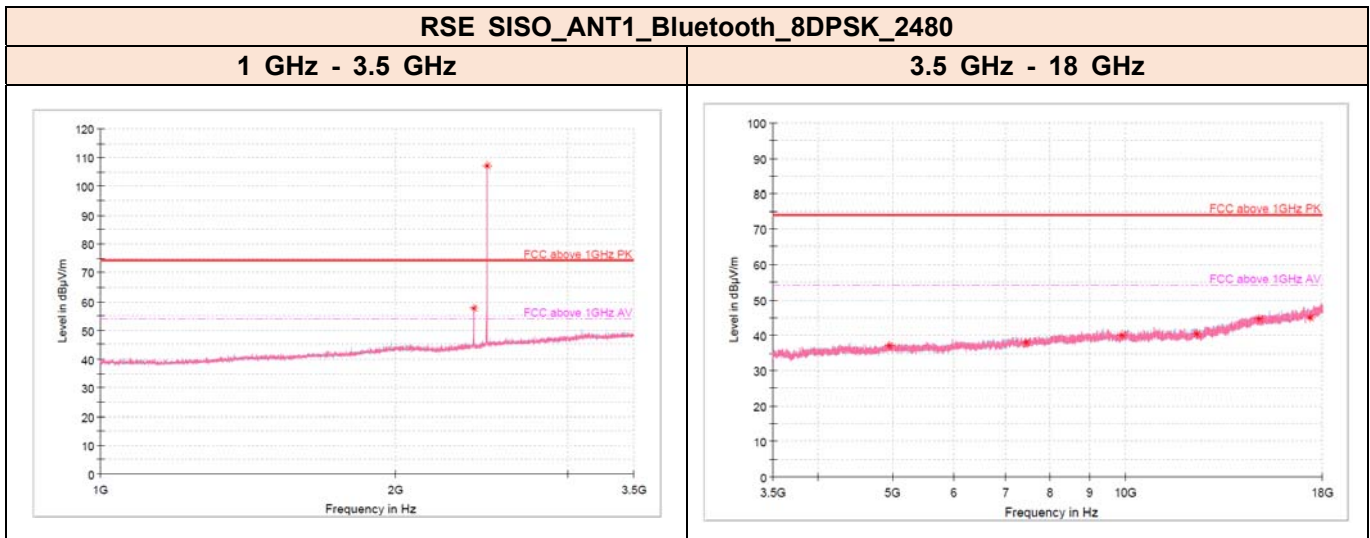 RSE SISO_ANT1_Bluetooth_8DPSK_2480
1 GHz - 3.5 GHz
3.5 GHz - 18 GHz
120
110
100
90
80
70
60
50
40
30
20
10
0
Level in dBµV/m
FCC above 1GHz PK
FCC above 1GHz AV
1G
2G
3.5G
Frequency in Hz
100
90
80
70
60
50
40
30
20
10
0
Level in dBµV/m
FCC above 1GHz PK
FCC above 1GHz AV
3.5G
5G
6
7
8
9
10G
18G
Frequency in Hz